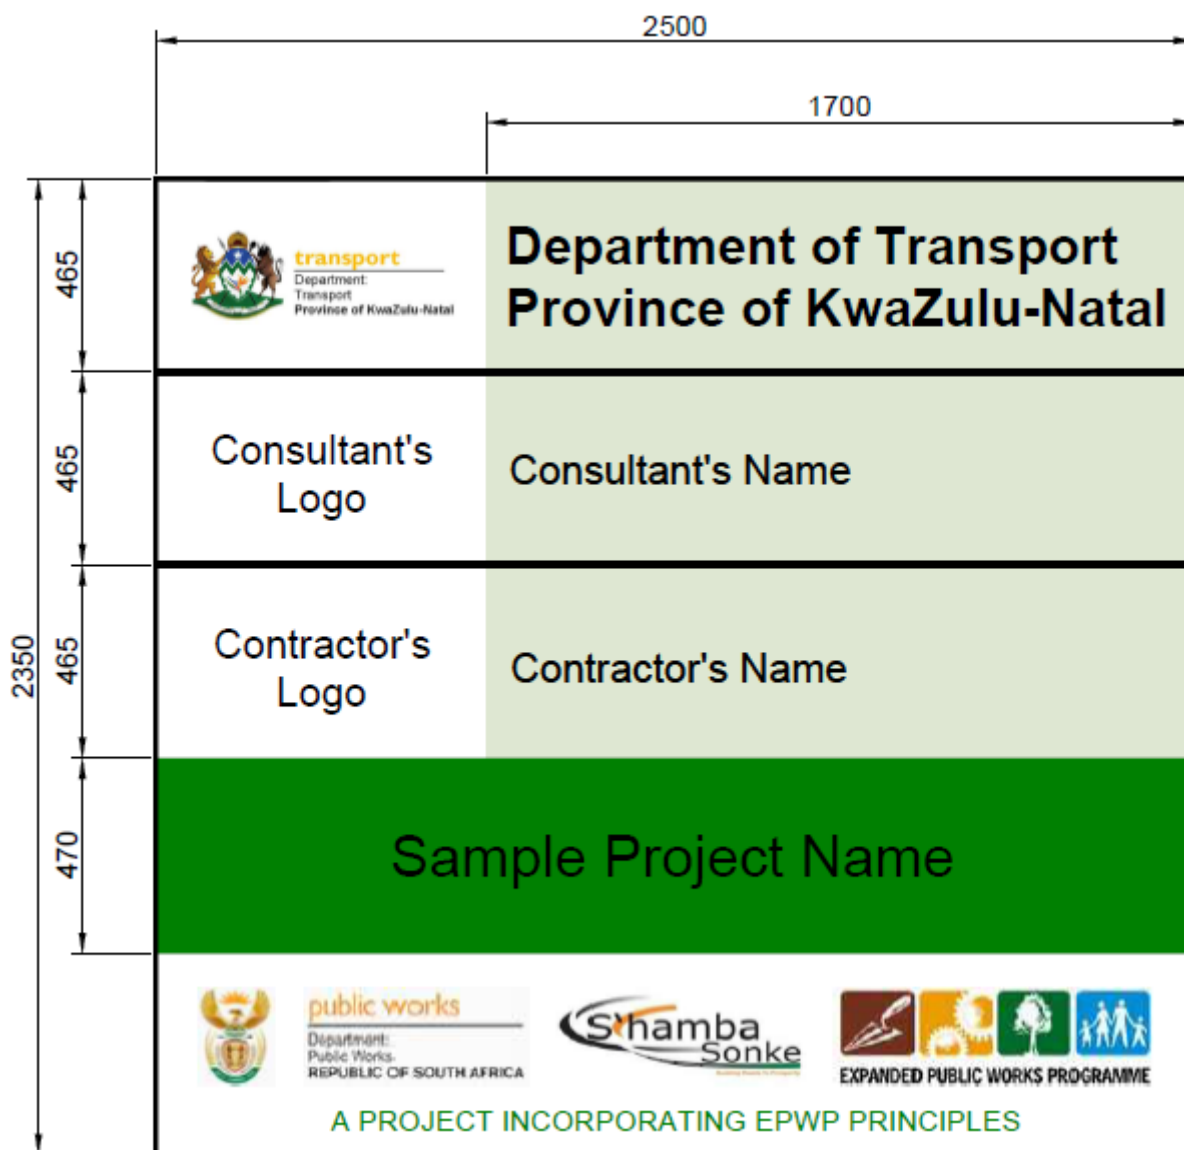 2500
1700
465
transport
Department:
Transport
Province of KwaZulu-Natal
Department of Transport
Province of KwaZulu-Natal
465
Consultant's
Logo
Consultant's Name
2350
465
Contractor's
Logo
Contractor's Name
470
Sample Project Name
public works
Department:
Public Works
REPUBLIC OF SOUTH AFRICA
S'hamba
Sonke
EXPANDED PUBLIC WORKS PROGRAMME
A PROJECT INCORPORATING EPWP PRINCIPLES